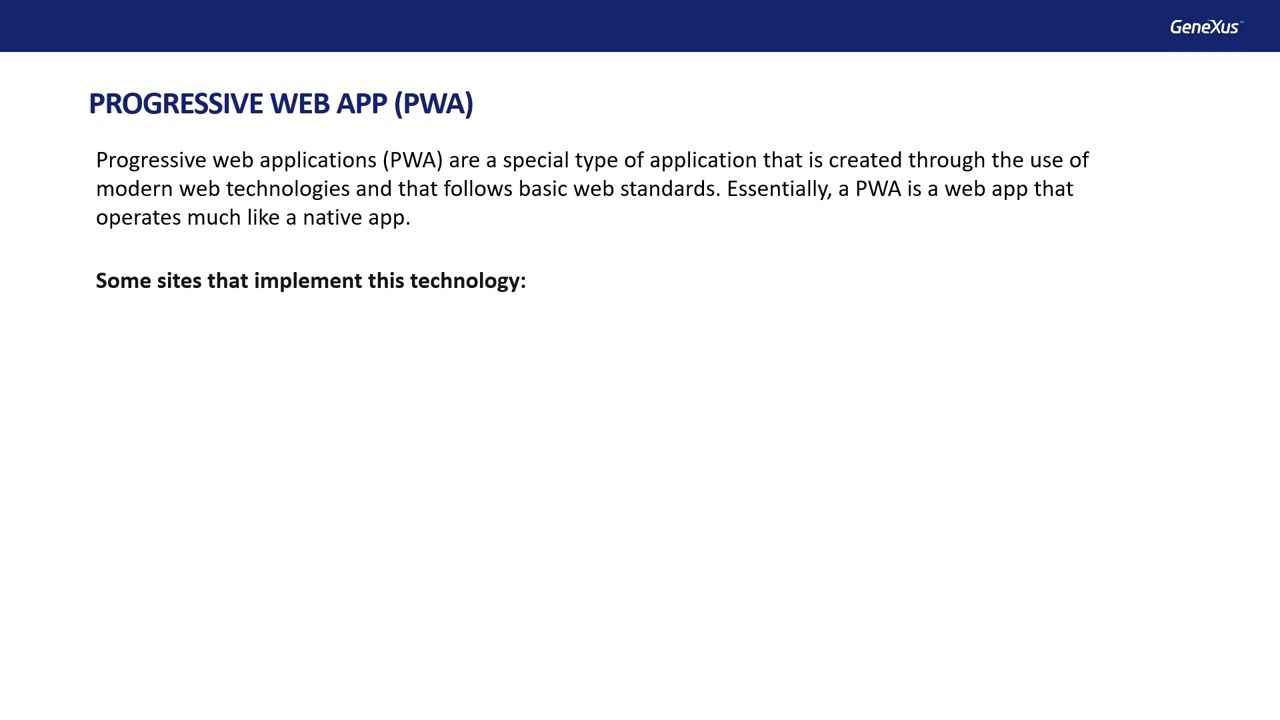 GeneXus™
PROGRESSIVE WEB APP (PWA)
Progressive web applications (PWA) are a special type of application that is created through the use of
modern web technologies and that follows basic web standards. Essentially, a PWA is a web app that
operates much like a native app.
Some sites that implement this technology: